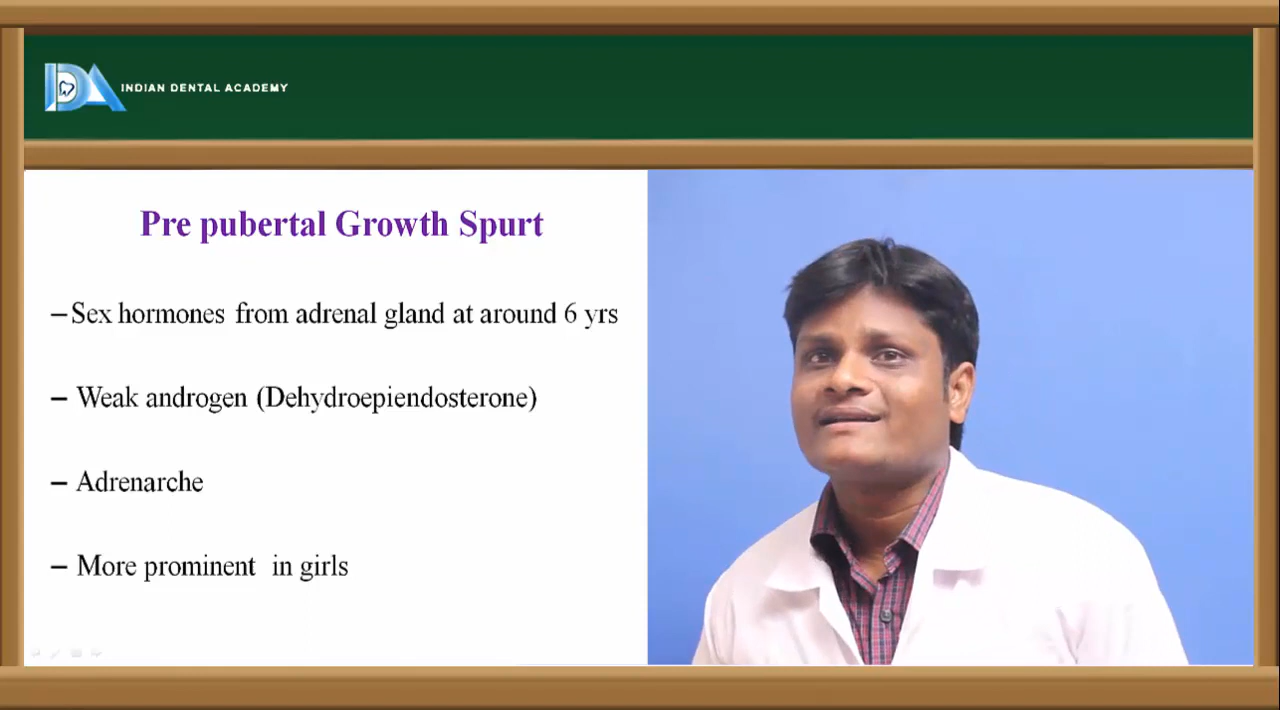 IDA INDIAN DENTAL ACADEMY
Pre pubertal Growth Spurt
–Sex hormones from adrenal gland at around 6 yrs
– Weak androgen (Dehydroepiendosterone)
– Adrenarche
– More prominent in girls